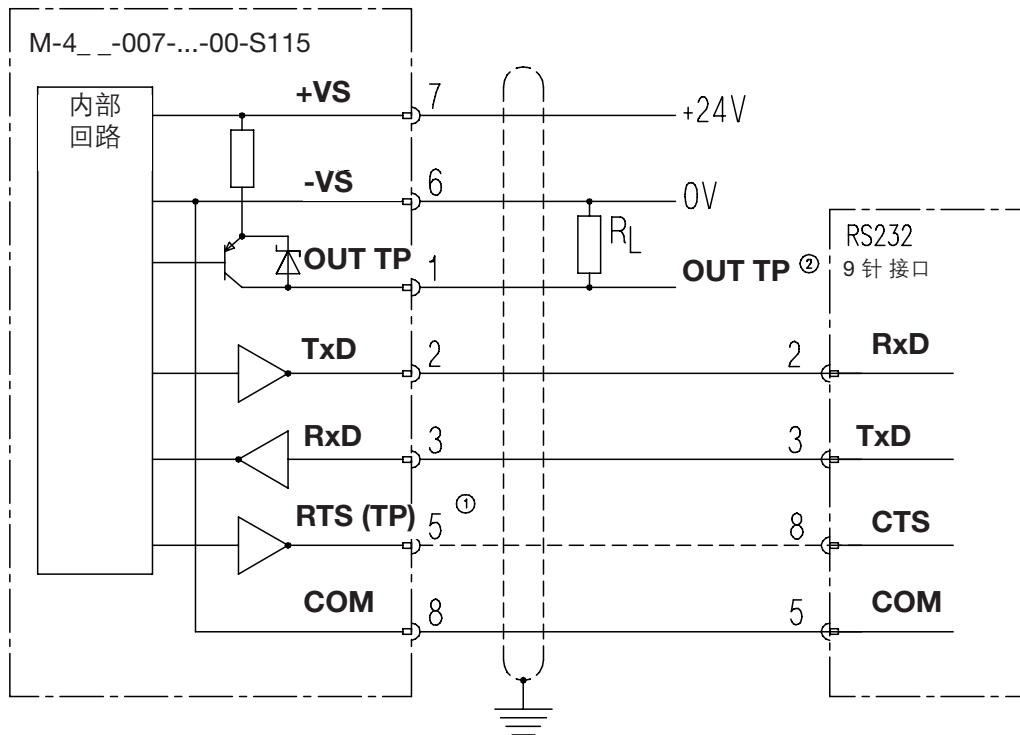 M-4_ _-007-...-00-S115
内部
回路
+VS 7 +24V
-VS 6 0V
RL
OUT TP 1 OUT TP ②
RS232
9 针 接口
TxD 2 2 RxD
RxD 3 3 TxD
RTS (TP) 5 ① 8 CTS
COM 8 5 COM